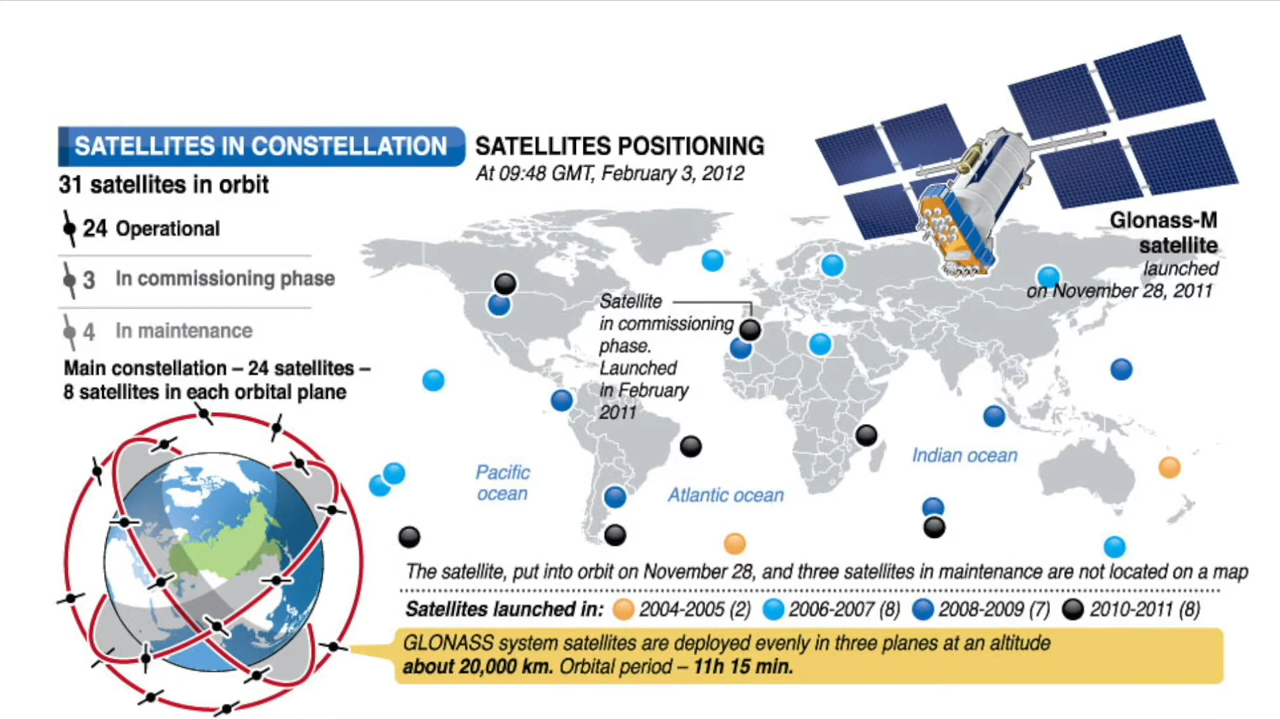 SATELLITES IN CONSTELLATION
31 satellites in orbit
24 Operational
3 In commissioning phase
4 In maintenance
Main constellation – 24 satellites –
8 satellites in each orbital plane
SATELLITES POSITIONING
At 09:48 GMT, February 3, 2012
Glonass-M
satellite
launched
on November 28, 2011
Satellite
in commissioning
phase.
Launched
in February
2011
Pacific
ocean
Atlantic ocean
Indian ocean
The satellite, put into orbit on November 28, and three satellites in maintenance are not located on a map
Satellites launched in: 2004-2005 (2) 2006-2007 (8) 2008-2009 (7) 2010-2011 (8)
GLONASS system satellites are deployed evenly in three planes at an altitude
about 20,000 km. Orbital period – 11h 15 min.